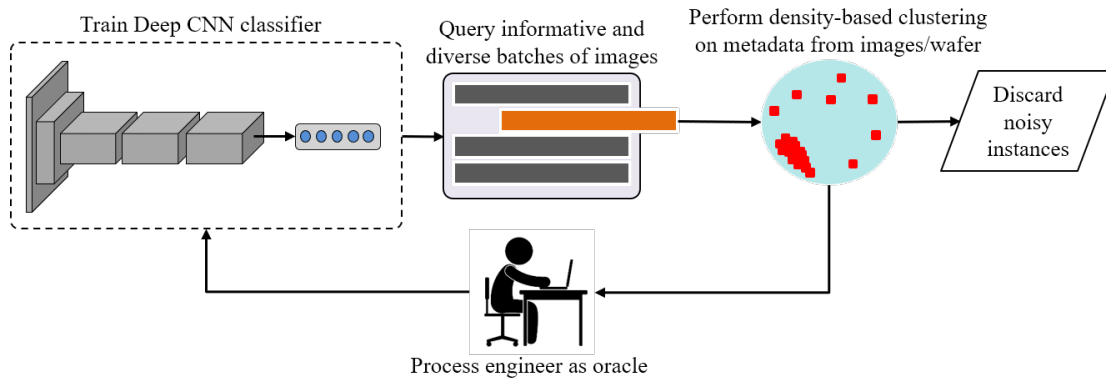 Train Deep CNN classifier
Query informative and
diverse batches of images
Perform density-based clustering
on metadata from images/wafer
Discard
noisy
instances
Process engineer as oracle